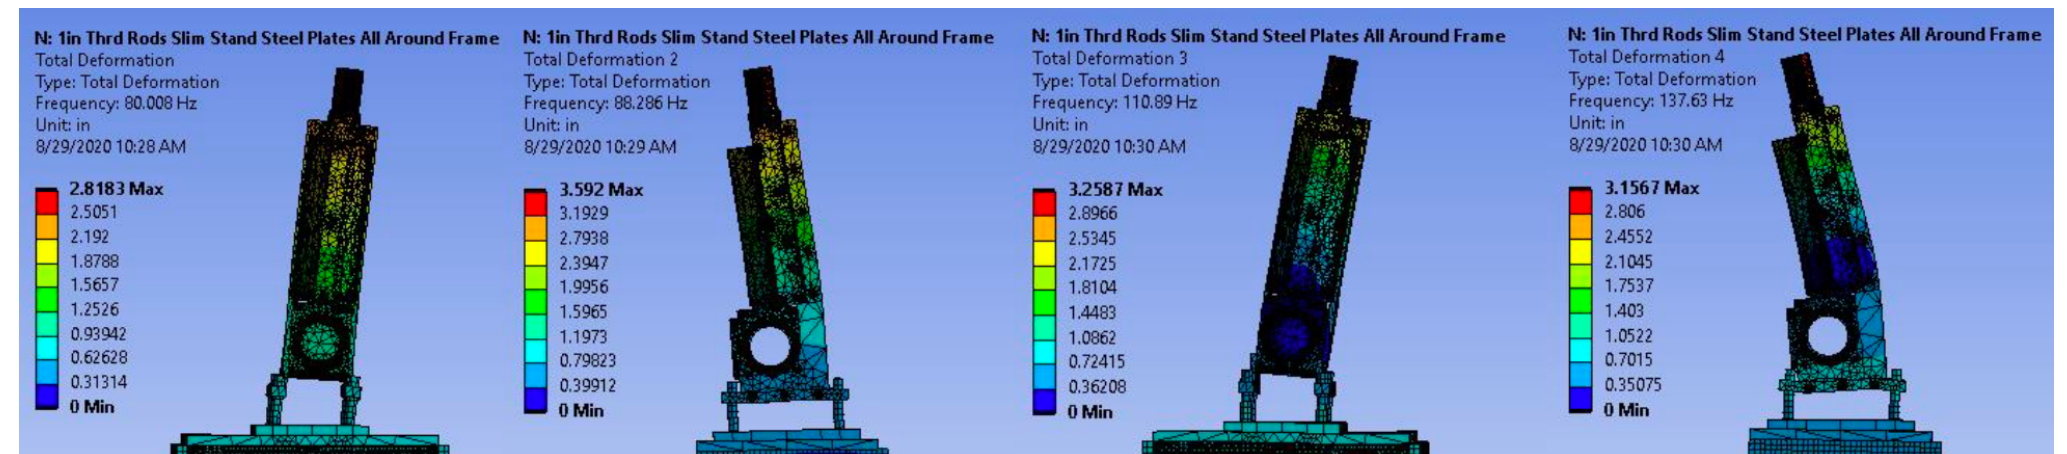 N: 1in Thrd Rods Slim Stand Steel Plates All Around Frame
Total Deformation
Type: Total Deformation
Frequency: 80.008 Hz
Unit: in
8/29/2020 10:28 AM
2.8183 Max
2.5051
2.192
1.8788
1.5657
1.2526
0.93942
0.62628
0.31314
0 Min
N: 1in Thrd Rods Slim Stand Steel Plates All Around Frame
Total Deformation 2
Type: Total Deformation
Frequency: 88.286 Hz
Unit: in
8/29/2020 10:29 AM
3.592 Max
3.1929
2.7938
2.3947
1.9956
1.5965
1.1973
0.79823
0.39912
0 Min
N: 1in Thrd Rods Slim Stand Steel Plates All Around Frame
Total Deformation 3
Type: Total Deformation
Frequency: 110.89 Hz
Unit: in
8/29/2020 10:30 AM
3.2587 Max
2.8966
2.5345
2.1725
1.8104
1.4483
1.0862
0.72415
0.36208
0 Min
N: 1in Thrd Rods Slim Stand Steel Plates All Around Frame
Total Deformation 4
Type: Total Deformation
Frequency: 137.63 Hz
Unit: in
8/29/2020 10:30 AM
3.1567 Max
2.806
2.4552
2.1045
1.7537
1.403
1.0522
0.7015
0.35075
0 Min